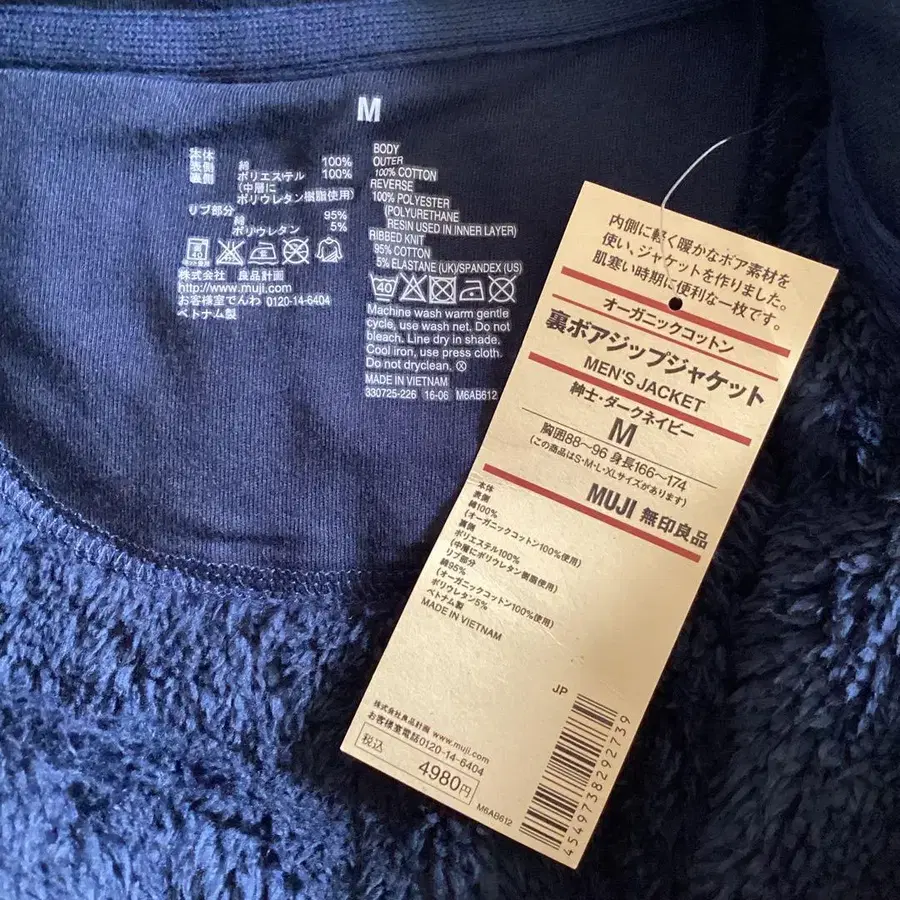 M
本体
表側 綿 100%
裏側 ポリエステル 100%
(中層に
ポリウレタン樹脂使用)
リブ部分
綿 95%
ポリウレタン 5%
株式会社 良品計画
http://www.muji.com
お客様室でんわ 0120-14-6404
ベトナム製
BODY
OUTER
100% COTTON
REVERSE
100% POLYESTER
(POLYURETHANE
RESIN USED IN INNER LAYER)
RIBBED KNIT
95% COTTON
5% ELASTANE (UK)/SPANDEX (US)
40
Machine wash warm gentle
cycle, use wash net. Do not
bleach. Line dry in shade.
Cool iron, use press cloth.
Do not dryclean.
MADE IN VIETNAM
330725-226 16-06 M6AB612
内側に軽く暖かなボア素材を
使い、ジャケットを作りました。
肌寒い時期に便利な一枚です。
オーガニックコットン
裏ボアジップジャケット
MEN'S JACKET
紳士・ダークネイビー
M
胸囲88～96 身長166～174
(この商品はS・M・L・XLサイズがあります)
MUJI 無印良品
本体
表側
綿100%
(オーガニックコットン100%使用)
裏側
ポリエステル100%
(中層にポリウレタン樹脂使用)
リブ部分
綿95%
(オーガニックコットン100%使用)
ポリウレタン5%
ベトナム製
MADE IN VIETNAM
JP
株式会社良品計画 www.muji.com
お客様室電話0120-14-6404
税込
4980円
M6AB612
4549738292739